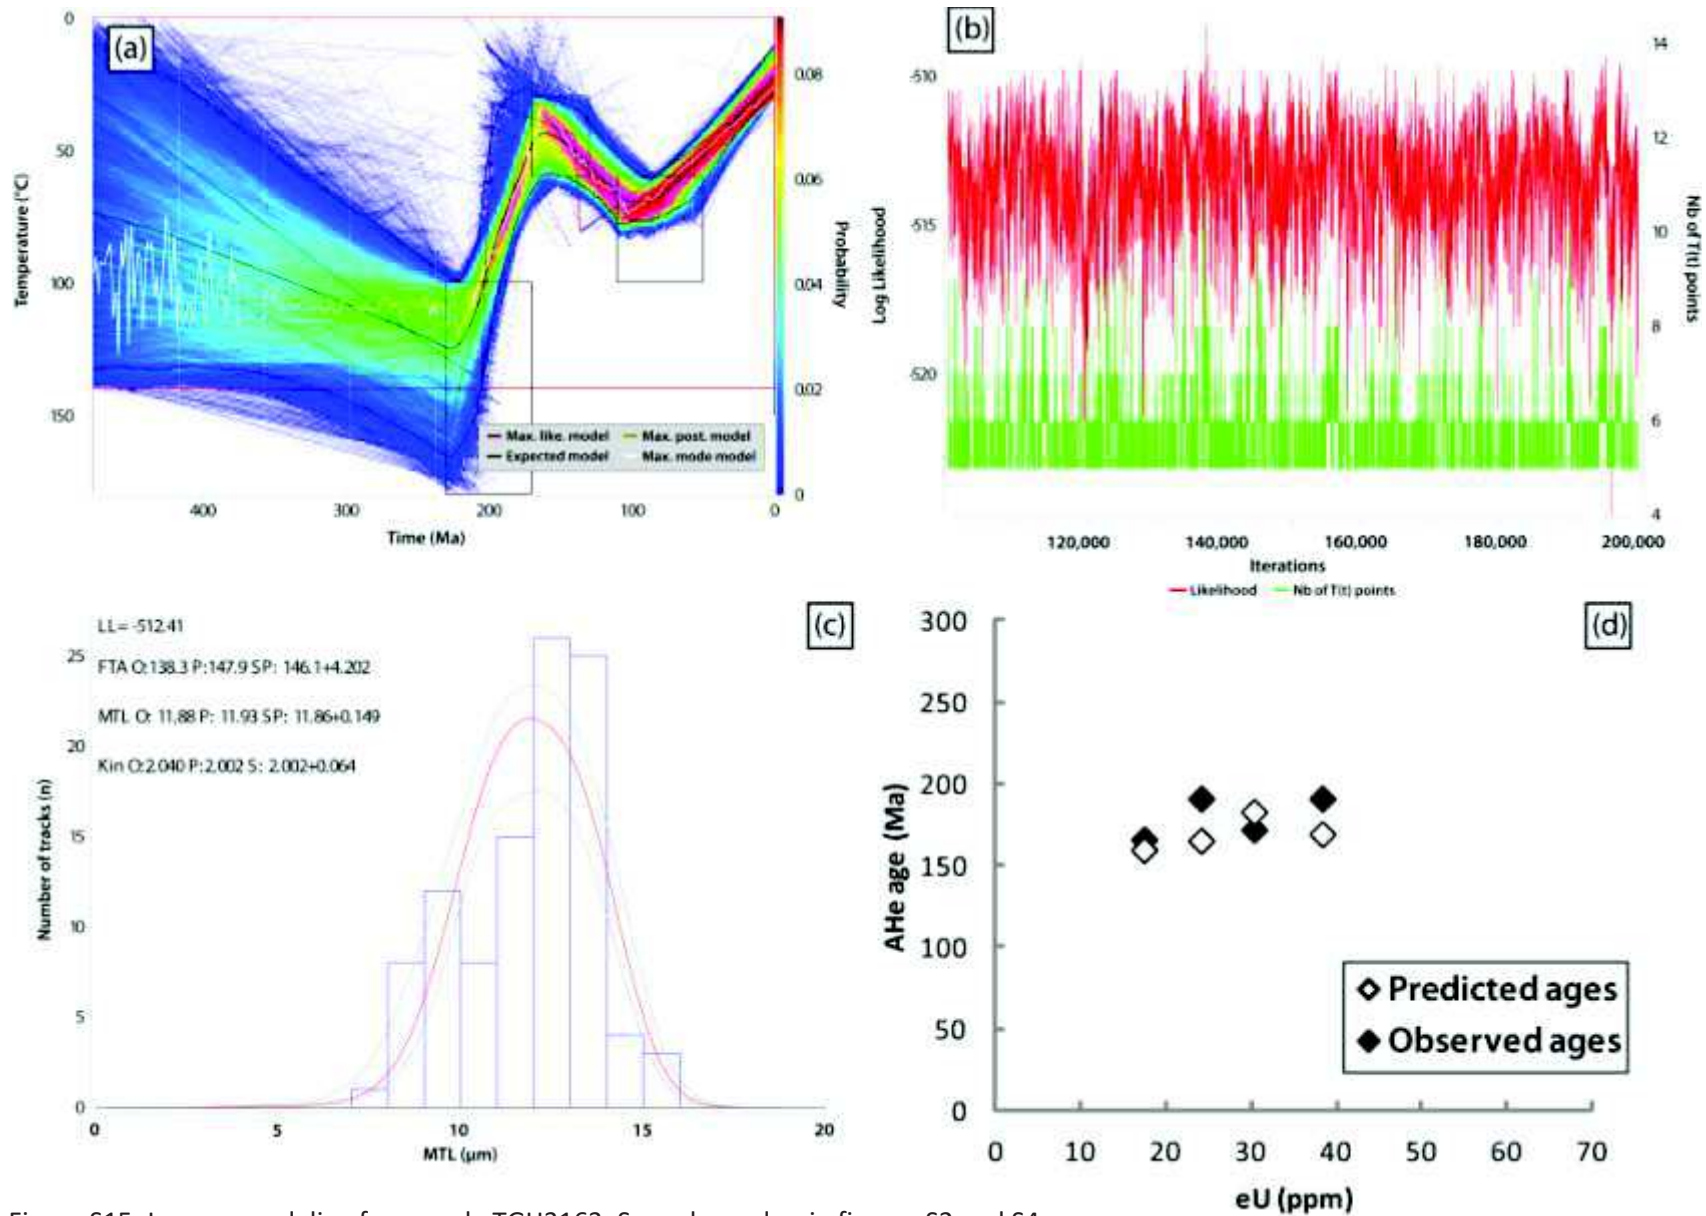 (a)
0
50
100
150
Temperature (°C)
400
300
200
100
0
Time (Ma)
Max. like. model
Max. post. model
Expected model
Max. mode model
0.08
0.06
0.04
0.02
0
Probability
(b)
-510
-515
-520
Log Likelihood
14
12
10
8
6
4
Nb of T(t) points
120,000
140,000
160,000
180,000
200,000
Iterations
Likelihood
Nb of T(t) points
(c)
LL= -512.41
FTA O:138.3 P:147.9 SP: 146.1+4.202
MTL O: 11.88 P: 11.93 SP: 11.86+0.149
Kin O:2.040 P:2.002 S: 2.002+0.064
25
20
15
10
5
0
Number of tracks (n)
0
5
10
15
20
MTL (µm)
(d)
300
250
200
150
100
50
0
AHe age (Ma)
Predicted ages
Observed ages
0
10
20
30
40
50
60
70
eU (ppm)